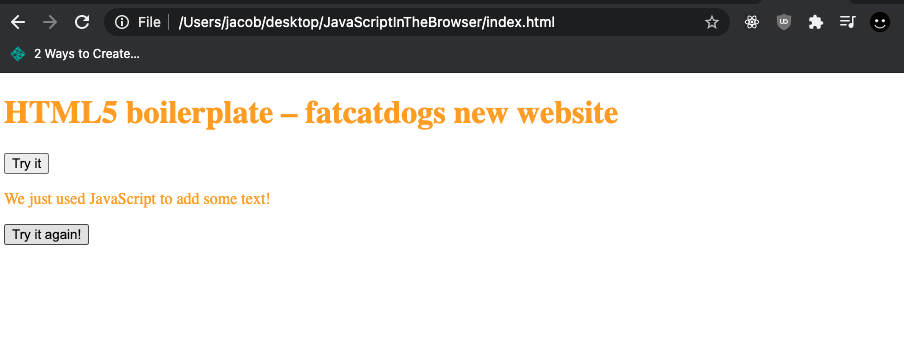 File /Users/jacob/desktop/JavaScriptInTheBrowser/index.html
2 Ways to Create...
HTML5 boilerplate – fatcatdogs new website
Try it
We just used JavaScript to add some text!
Try it again!